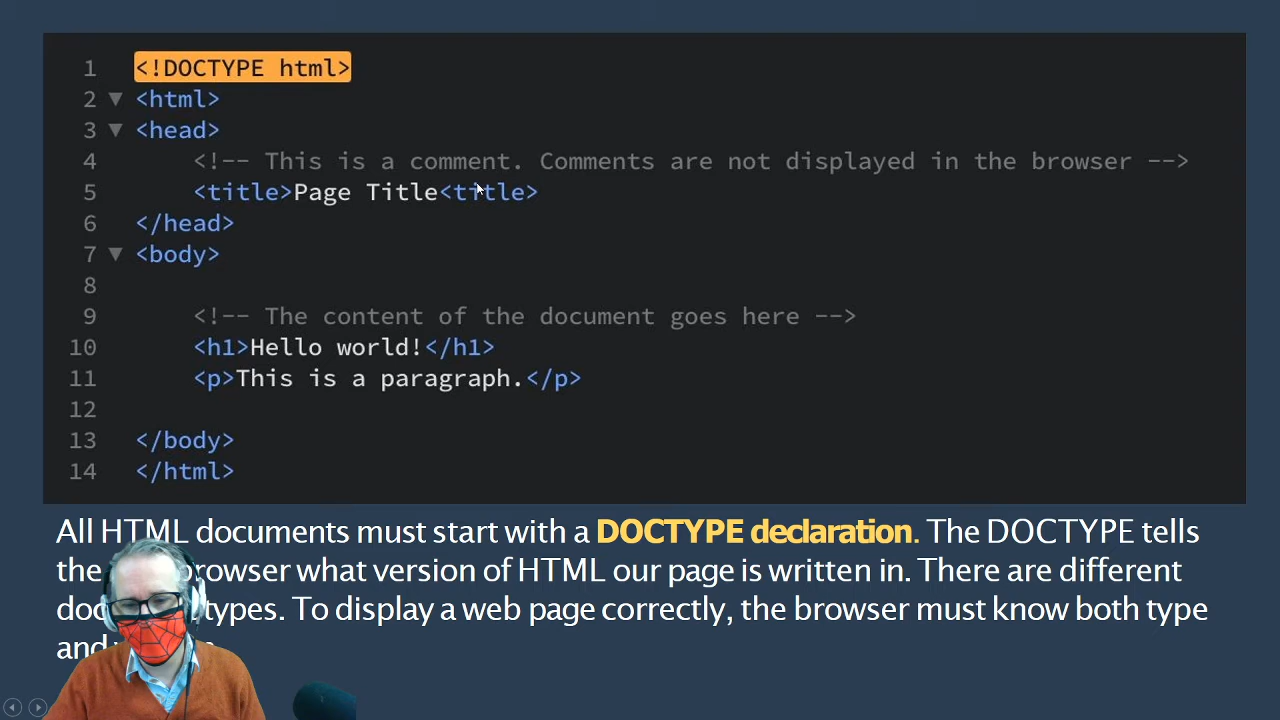 1 <!DOCTYPE html>
2 <html>
3 <head>
4 <!-- This is a comment. Comments are not displayed in the browser -->
5 <title>Page Title<title>
6 </head>
7 <body>
8
9 <!-- The content of the document goes here -->
10 <h1>Hello world!</h1>
11 <p>This is a paragraph.</p>
12
13 </body>
14 </html>
All HTML documents must start with a DOCTYPE declaration. The DOCTYPE tells
the browser what version of HTML our page is written in. There are different
types. To display a web page correctly, the browser must know both type
and